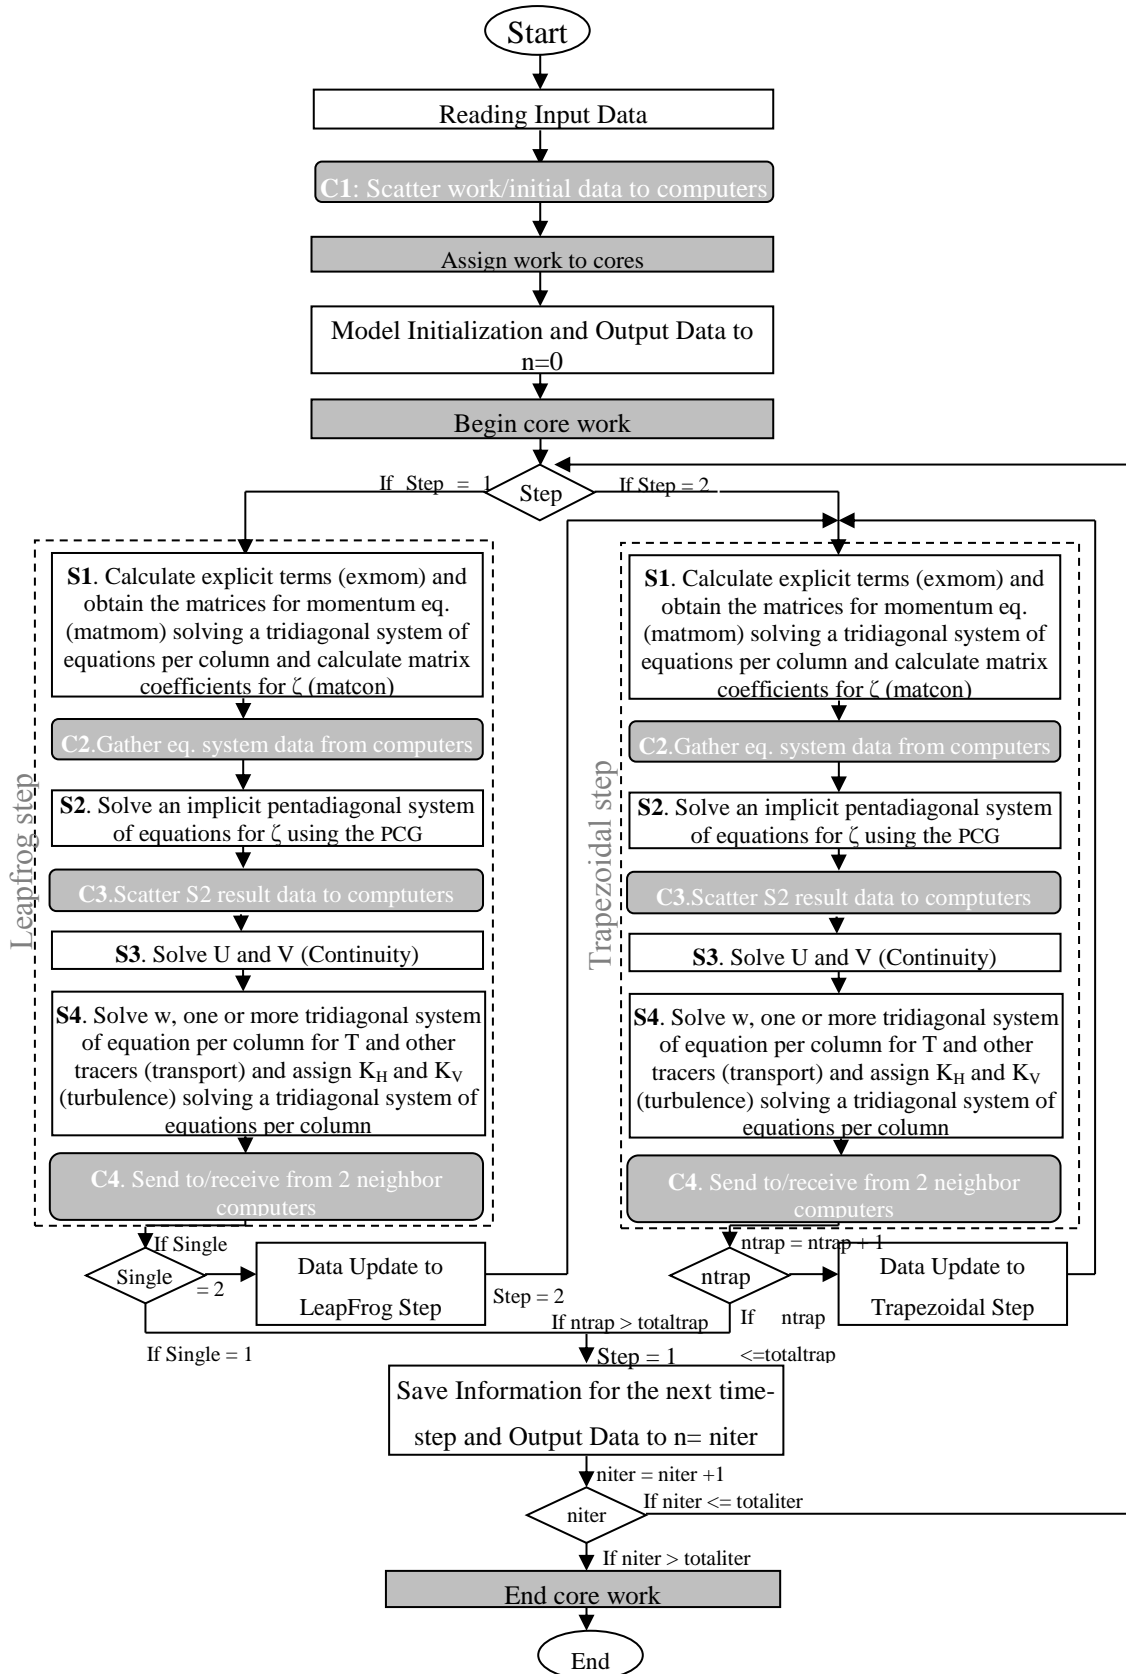 Start
Reading Input Data
C1: Scatter work/initial data to computers
Assign work to cores
Model Initialization and Output Data to
n=0
Begin core work
If Step = 1
Step
If Step = 2
Leapfrog step
S1. Calculate explicit terms (exmom) and
obtain the matrices for momentum eq.
(matmom) solving a tridiagonal system of
equations per column and calculate matrix
coefficients for ζ (matcon)
C2.Gather eq. system data from computers
S2. Solve an implicit pentadiagonal system
of equations for ζ using the PCG
C3.Scatter S2 result data to comptuters
S3. Solve U and V (Continuity)
S4. Solve w, one or more tridiagonal system
of equation per column for T and other
tracers (transport) and assign KH and KV
(turbulence) solving a tridiagonal system of
equations per column
C4. Send to/receive from 2 neighbor
computers
If Single
Single
= 2
Data Update to
LeapFrog Step
Step = 2
If Single = 1
Trapezoidal step
S1. Calculate explicit terms (exmom) and
obtain the matrices for momentum eq.
(matmom) solving a tridiagonal system of
equations per column and calculate matrix
coefficients for ζ (matcon)
C2.Gather eq. system data from computers
S2. Solve an implicit pentadiagonal system
of equations for ζ using the PCG
C3.Scatter S2 result data to comptuters
S3. Solve U and V (Continuity)
S4. Solve w, one or more tridiagonal system
of equation per column for T and other
tracers (transport) and assign KH and KV
(turbulence) solving a tridiagonal system of
equations per column
C4. Send to/receive from 2 neighbor
computers
ntrap = ntrap + 1
ntrap
Data Update to
Trapezoidal Step
If ntrap
<=totaltrap
If ntrap > totaltrap
Step = 1
Save Information for the next time-
step and Output Data to n= niter
niter = niter +1
niter
If niter <= totaliter
If niter > totaliter
End core work
End